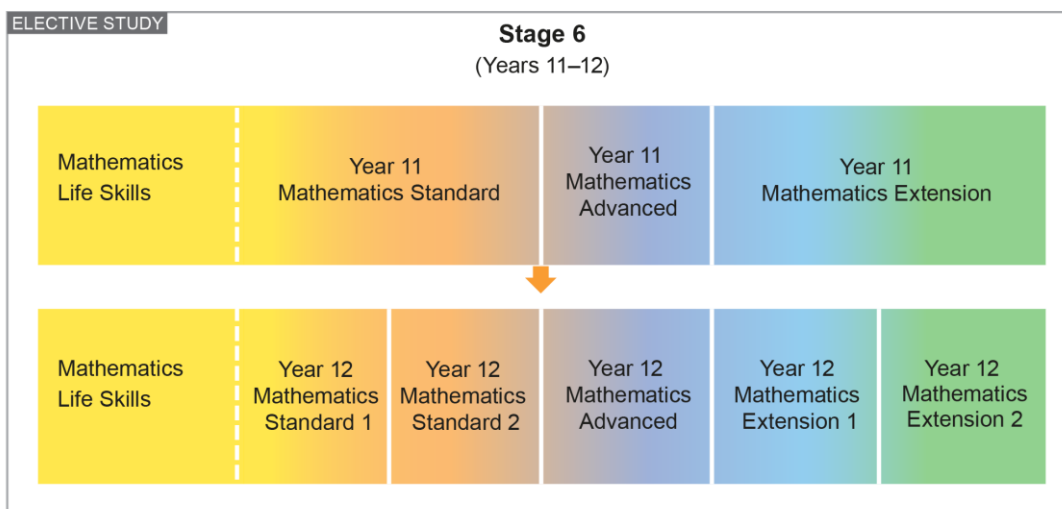 ELECTIVE STUDY
Stage 6
(Years 11–12)
Mathematics
Life Skills
Year 11
Mathematics Standard
Year 11
Mathematics
Advanced
Year 11
Mathematics Extension
Mathematics
Life Skills
Year 12
Mathematics
Standard 1
Year 12
Mathematics
Standard 2
Year 12
Mathematics
Advanced
Year 12
Mathematics
Extension 1
Year 12
Mathematics
Extension 2